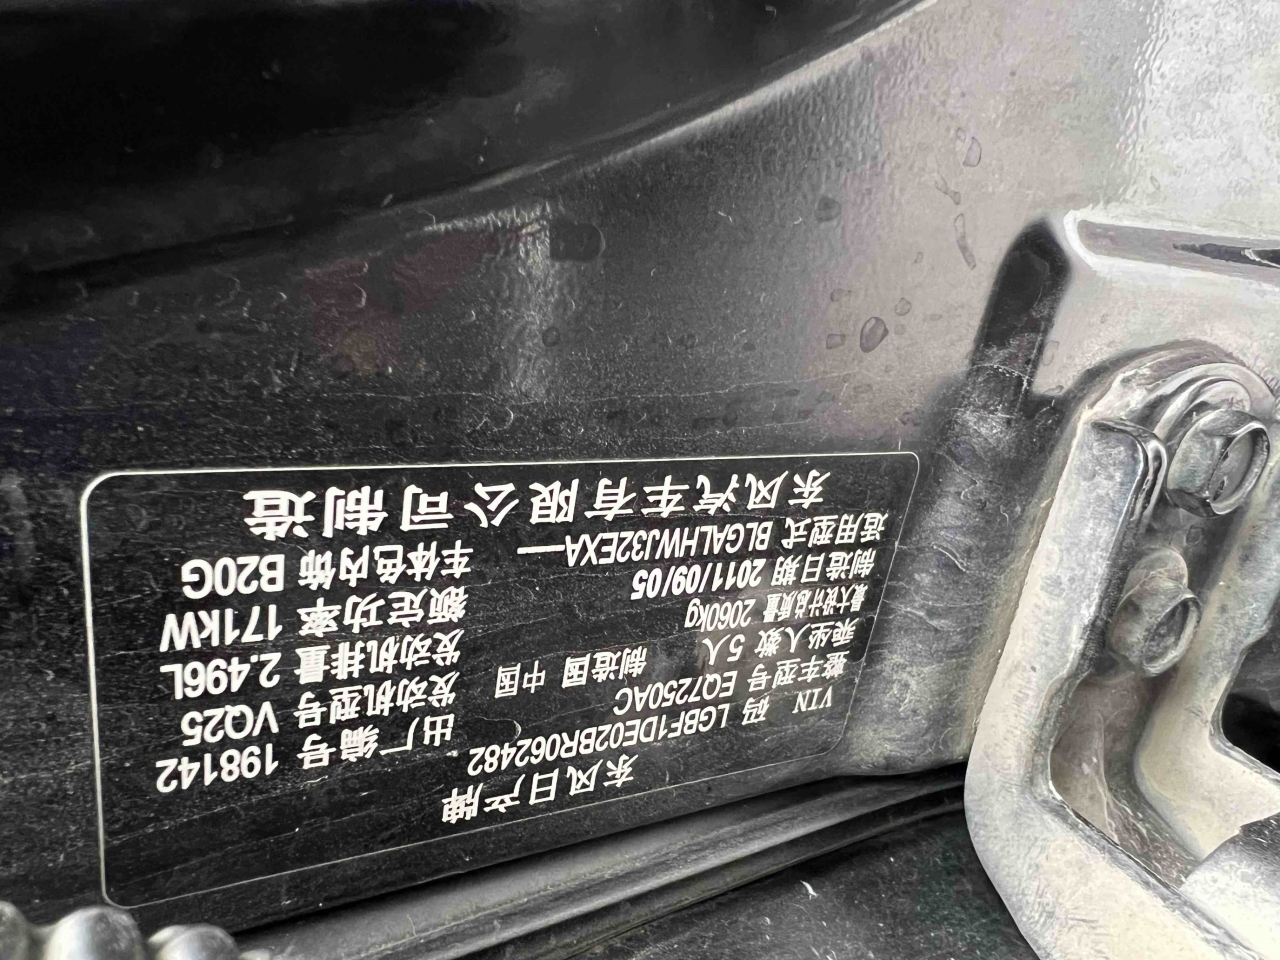 东风日产牌
VIN 码 LGBF1DE02BR062482 出厂编号 198142
整车型号 EQ7250AC 发动机型号 VQ25
乘坐人数 5人 制造国 中国 发动机排量 2.496L
最大设计总质量 2060kg 额定功率 171kW
制造日期 2011/09/05 车体色内饰 B20G
适用型式 BLGALHWJ32EXA—
东风汽车有限公司制造